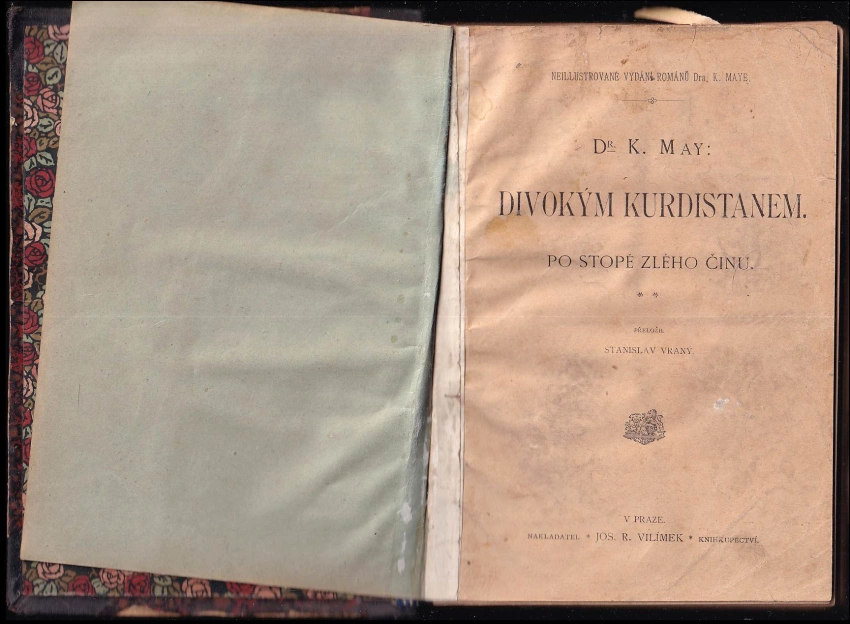 NEILLUSTROVANÉ VYDÁNÍ ROMÁNŮ Dra. K. MAYE.
DR. K. MAY:
DIVOKÝM KURDISTANEM.
PO STOPĚ ZLÉHO ČINU.
PŘELOŽIL
STANISLAV VRANÝ
V PRAZE.
NAKLADATEL * JOS. R. VILÍMEK * KNIHKUPECTVÍ.